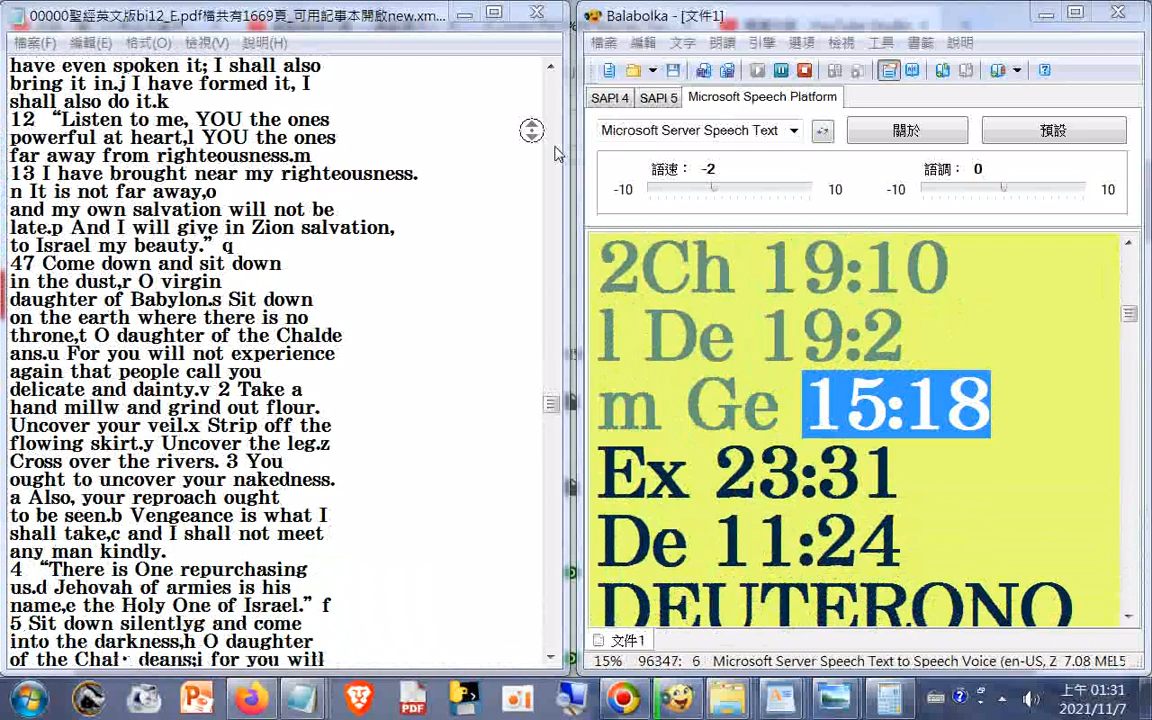 00000聖經英文版bi12_E.pdf檔共有1669頁_可用記事本開啟new.xm...
檔案(F) 編輯(E) 格式(O) 檢視(V) 說明(H)
have even spoken it; I shall also
bring it in.j I have formed it, I
shall also do it.k
12 “Listen to me, YOU the ones
powerful at heart,l YOU the ones
far away from righteousness.m
13 I have brought near my righteousness.
n It is not far away,o
and my own salvation will not be
late.p And I will give in Zion salvation,
to Israel my beauty.” q
47 Come down and sit down
in the dust,r O virgin
daughter of Babylon.s Sit down
on the earth where there is no
throne,t O daughter of the Chalde
ans.u For you will not experience
again that people call you
delicate and dainty.v 2 Take a
hand millw and grind out flour.
Uncover your veil.x Strip off the
flowing skirt.y Uncover the leg.z
Cross over the rivers. 3 You
ought to uncover your nakedness.
a Also, your reproach ought
to be seen.b Vengeance is what I
shall take,c and I shall not meet
any man kindly.
4 “There is One repurchasing
us.d Jehovah of armies is his
name,e the Holy One of Israel.” f
5 Sit down silentlyg and come
into the darkness,h O daughter
of the Chal· deans;i for you will
Balabolka - [文件1]
檔案 編輯 文字 朗讀 引擎 選項 檢視 工具 書籤 說明
SAPI 4 SAPI 5 Microsoft Speech Platform
Microsoft Server Speech Text 關於 預設
語速: -2 語調: 0
-10 10 -10 10
2Ch 19:10
l De 19:2
m Ge 15:18
Ex 23:31
De 11:24
DEUTERONO
文件1
15% 96347: 6 Microsoft Server Speech Text to Speech Voice (en-US, Z 7.08 ME
上午 01:31
2021/11/7